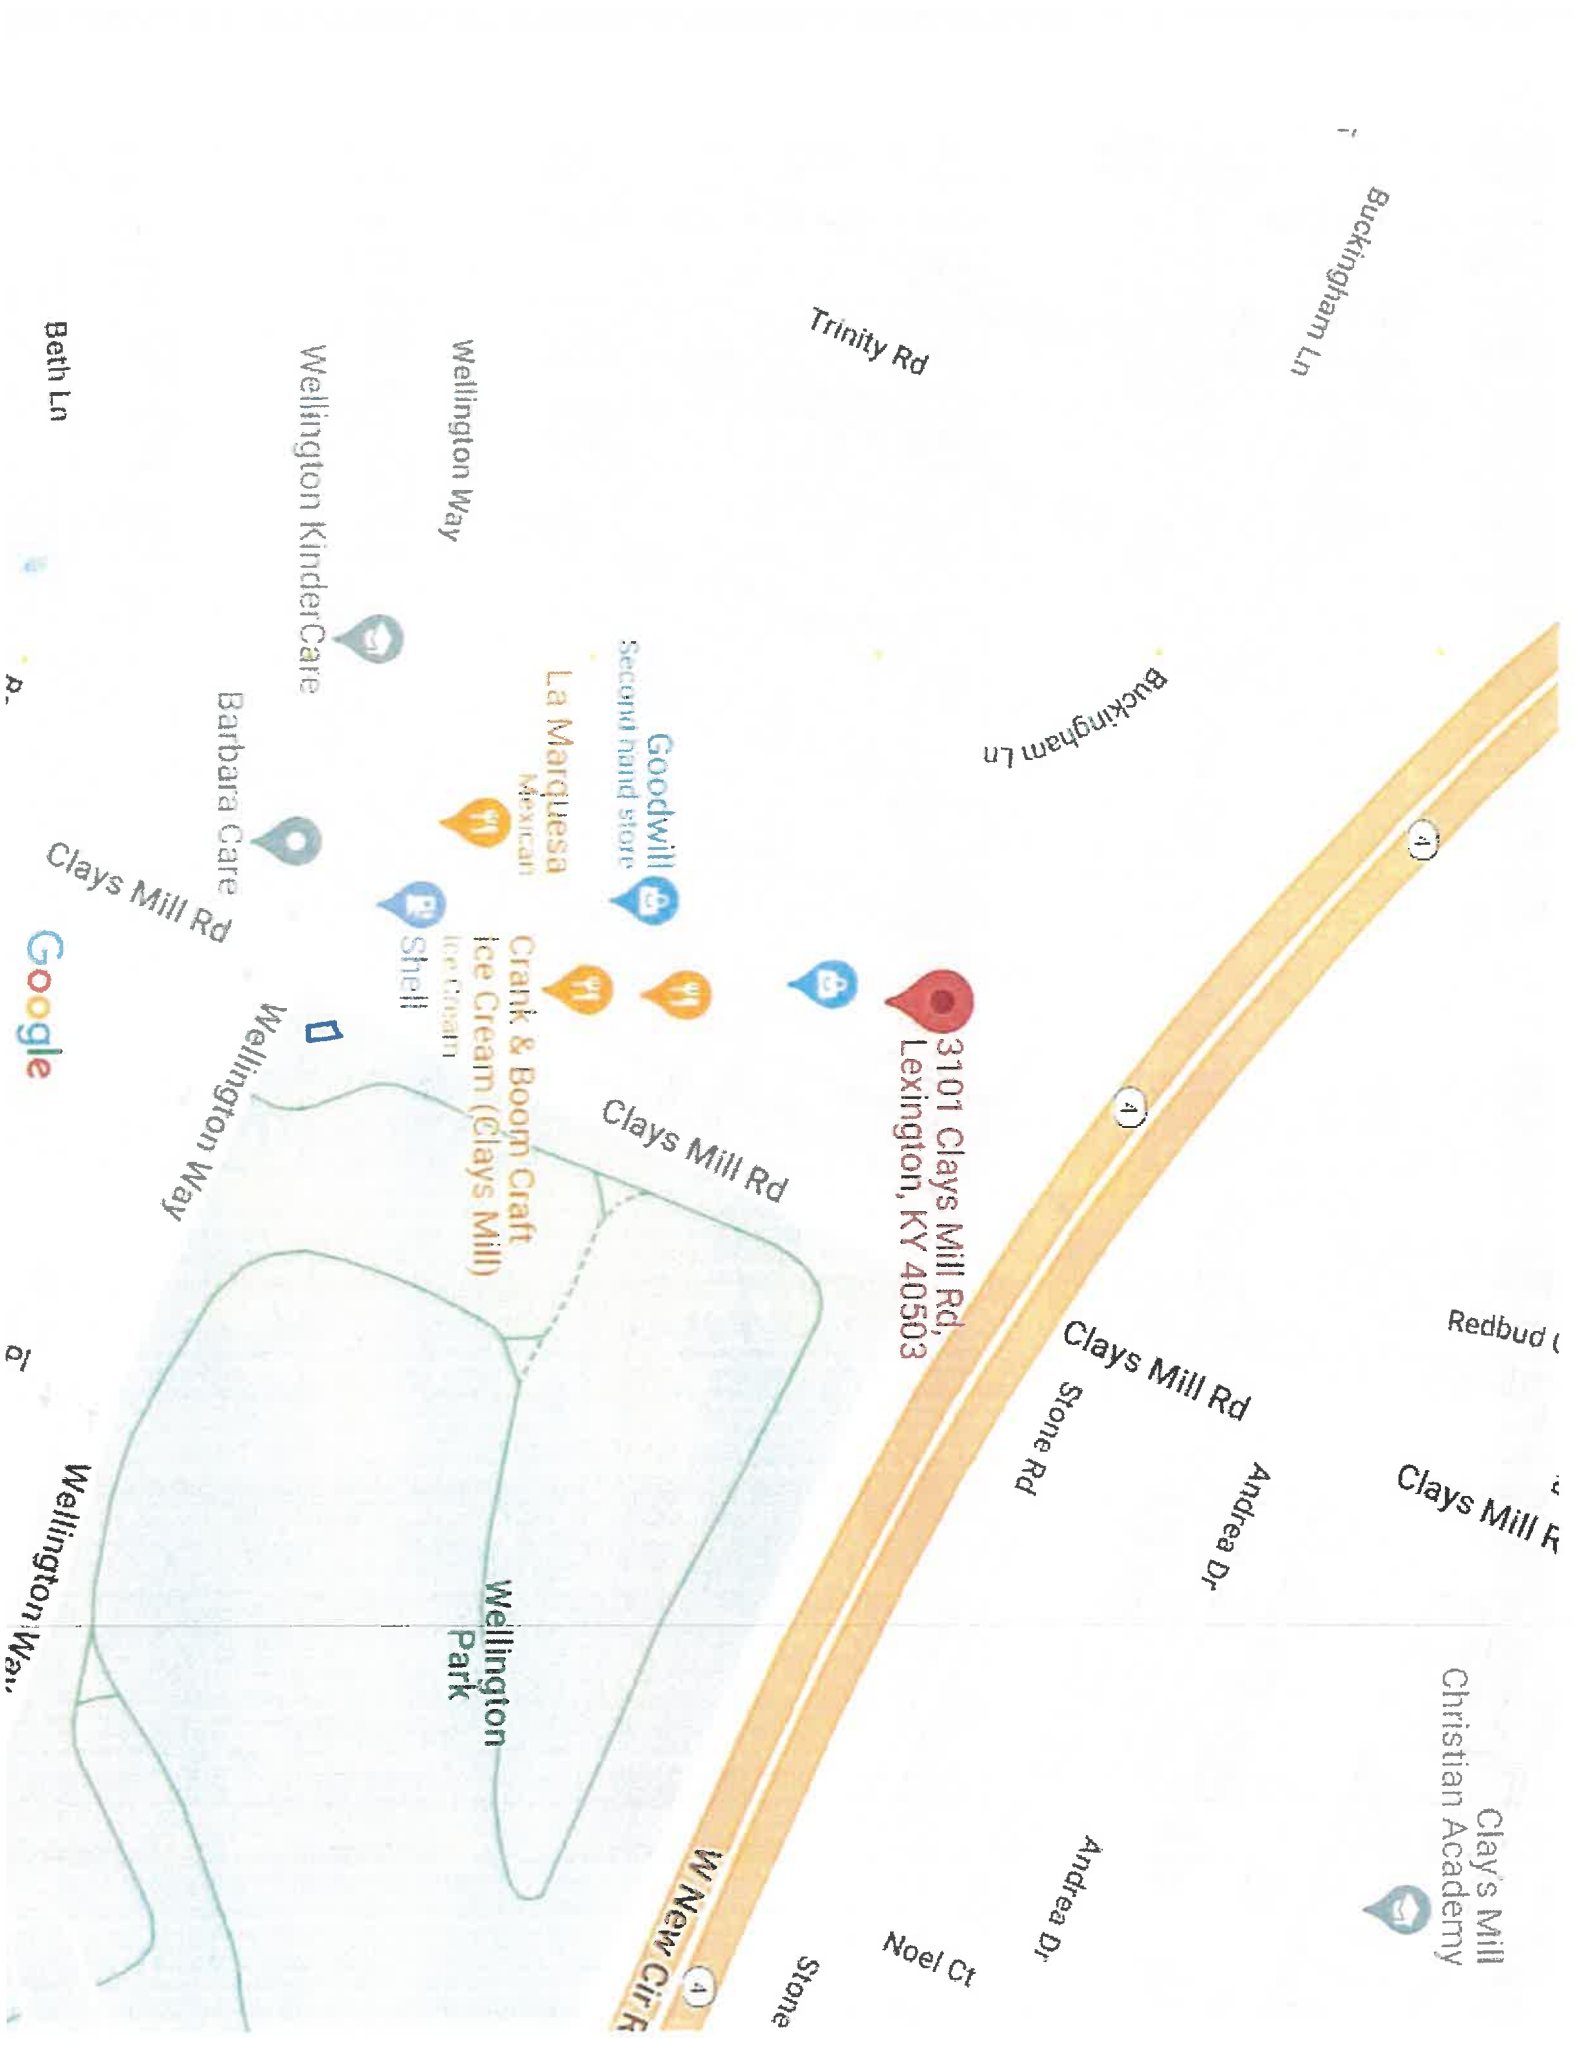 Clay's Mill
Christian Academy
Redbud
Clays Mill R
Buckingham Ln
4
Clays Mill Rd
Andrea Dr
Buckingham Ln
4
Stone Rd
Andrea Dr
3101 Clays Mill Rd,
Lexington, KY 40503
Noel Ct
Trinity Rd
Stone
4
W New Cir R
Clays Mill Rd
Goodwill
Second hand store
La Marquesa
Mexican
Crank & Boom Craft
Ice Cream (Clays Mill)
Ice Cream
Wellington
Park
Wellington Way
Shell
Wellington KinderCare
Barbara Care
Wellington Way
Clays Mill Rd
Wellington Way
Beth Ln
Google